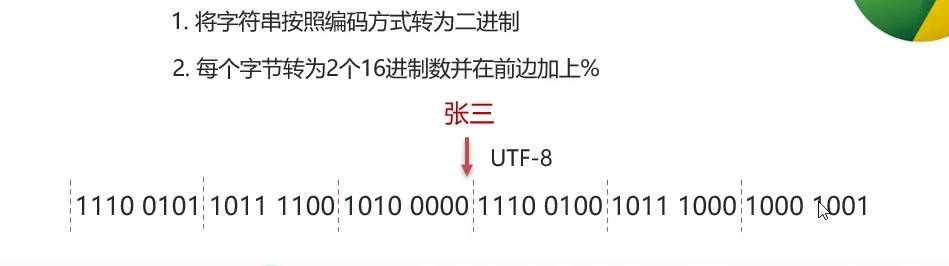 1. 将字符串按照编码方式转为二进制
2. 每个字节转为2个16进制数并在前边加上%
张三
UTF-8
1110 0101 1011 1100 1010 0000 1110 0100 1011 1000 1000 1001